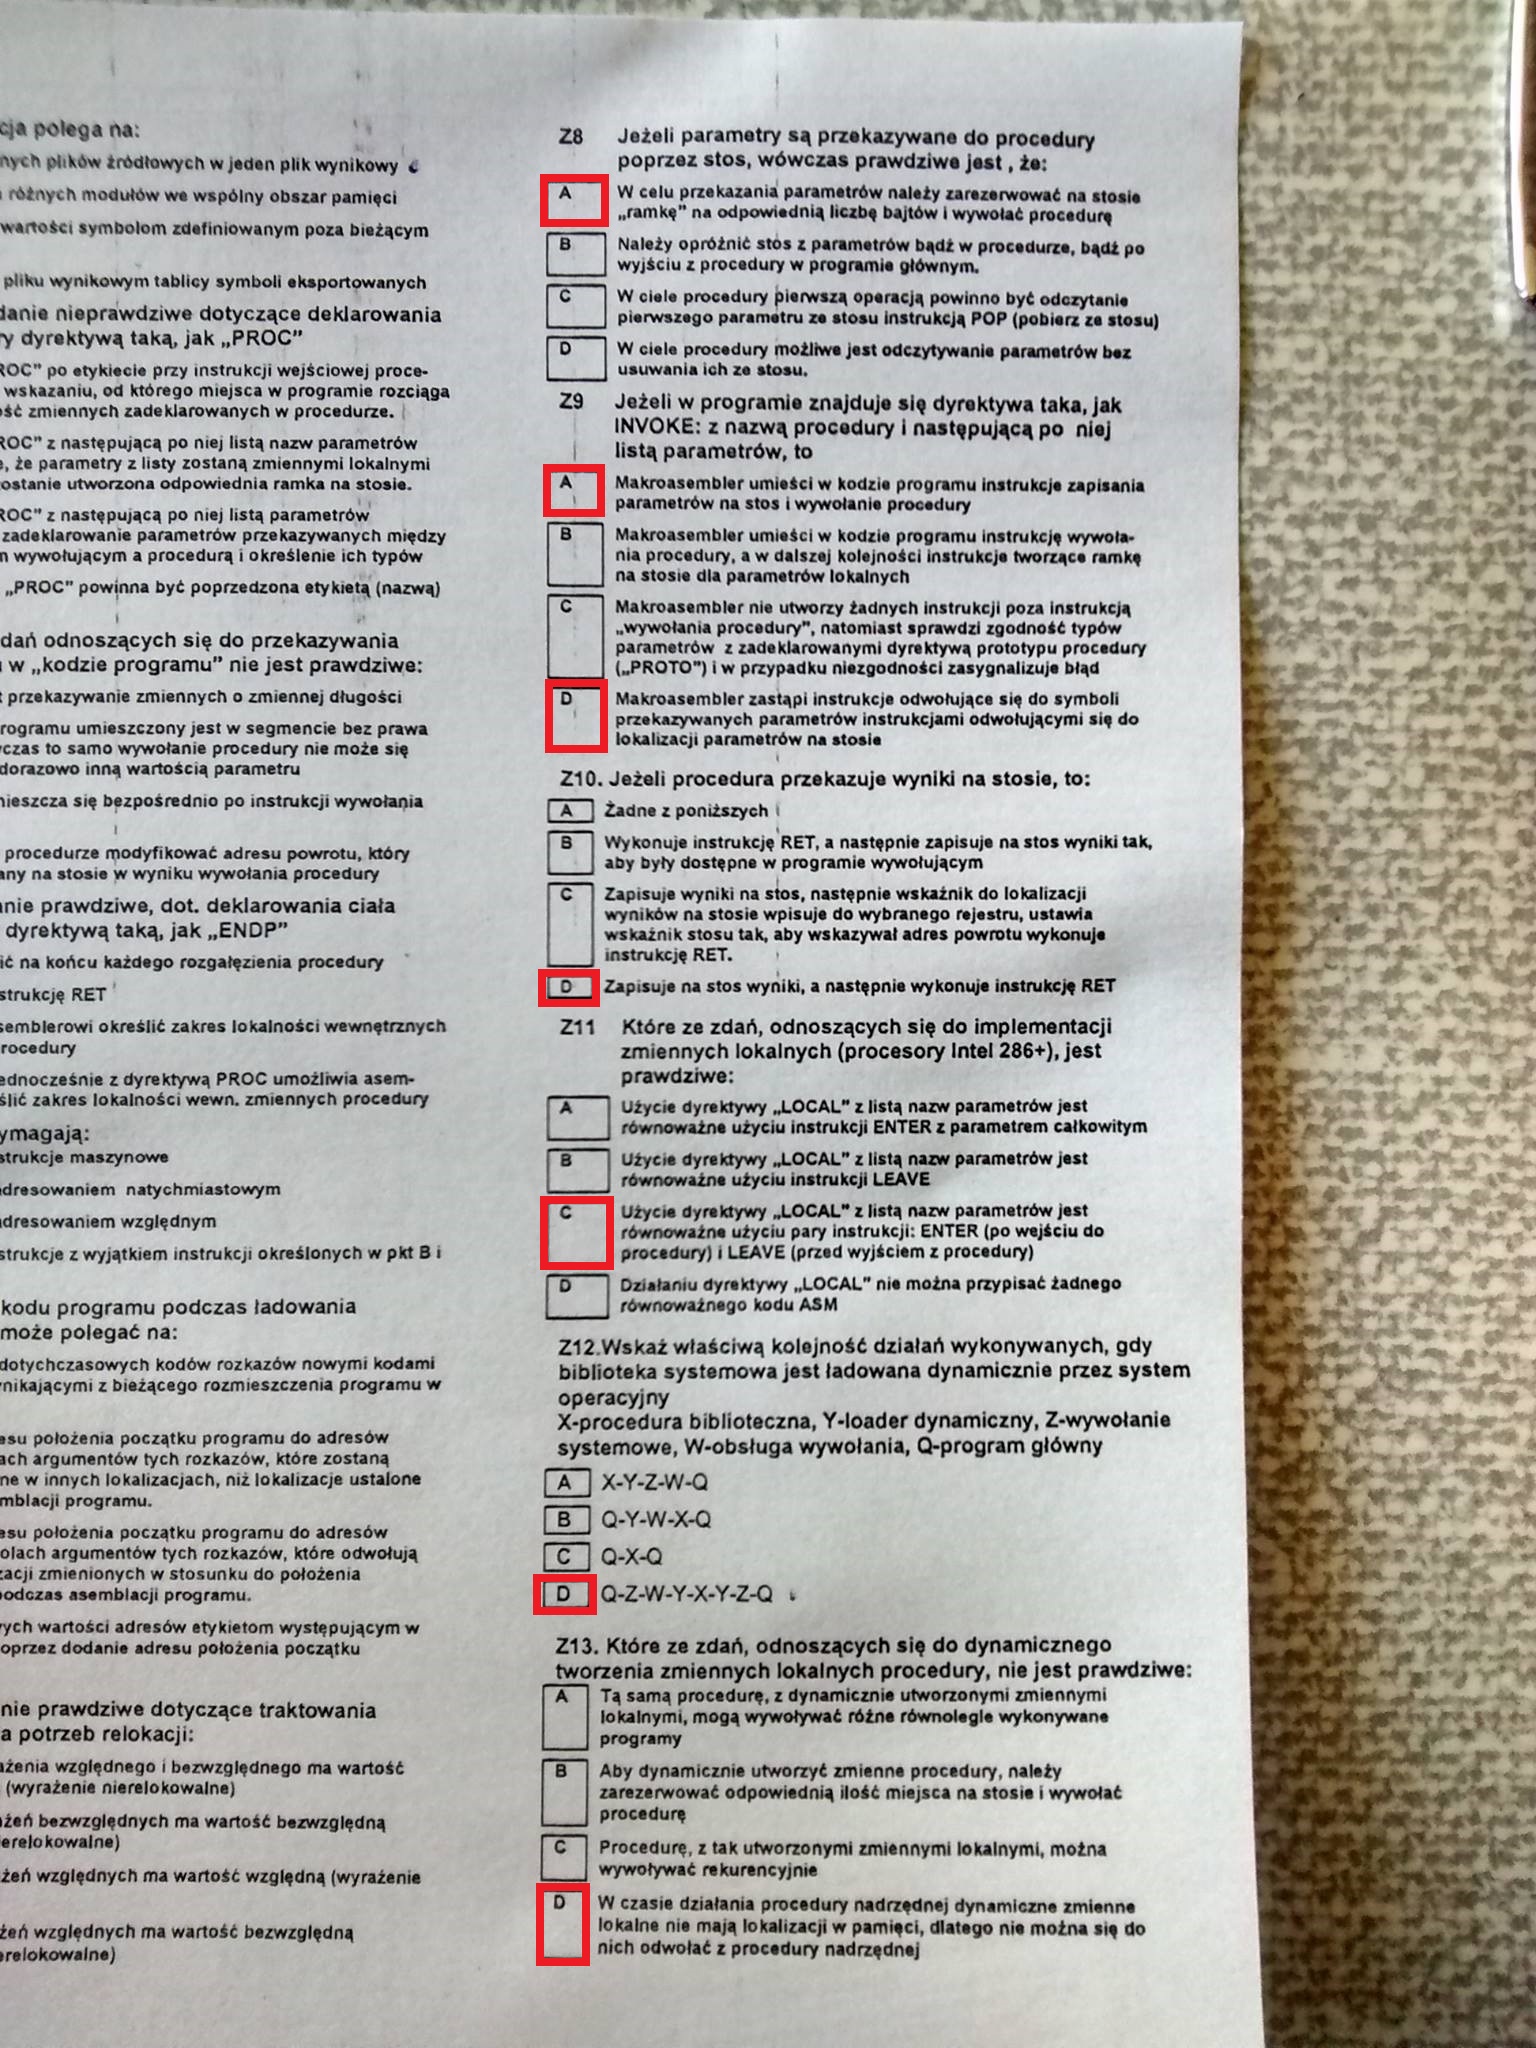 cja polega na:
nych plików źródłowych w jeden plik wynikowy
różnych modułów we wspólny obszar pamięci
wartości symbolom zdefiniowanym poza bieżącym
pliku wynikowym tablicy symboli eksportowanych
danie nieprawdziwe dotyczące deklarowania
ry dyrektywą taką, jak „PROC”
ROC” po etykiecie przy instrukcji wejściowej proce-
wskazaniu, od którego miejsca w programie rozciąga
ość zmiennych zadeklarowanych w procedurze.
ROC” z następującą po niej listą nazw parametrów
e, że parametry z listy zostaną zmiennymi lokalnymi
ostanie utworzona odpowiednia ramka na stosie.
ROC” z następującą po niej listą parametrów
zadeklarowanie parametrów przekazywanych między
m wywołującym a procedurą i określenie ich typów
„PROC” powinna być poprzedzona etykietą (nazwą)
dań odnoszących się do przekazywania
w „kodzie programu” nie jest prawdziwe:
t przekazywanie zmiennych o zmiennej długości
rogramu umieszczony jest w segmencie bez prawa
czas to samo wywołanie procedury nie może się
dorazowo inną wartością parametru
nieszcza się bezpośrednio po instrukcji wywołania
procedurze modyfikować adresu powrotu, który
any na stosie w wyniku wywołania procedury
nie prawdziwe, dot. deklarowania ciała
dyrektywą taką, jak „ENDP”
ić na końcu każdego rozgałęzienia procedury
strukcję RET
semblerowi określić zakres lokalności wewnętrznych
rocedury
ednocześnie z dyrektywą PROC umożliwia asem-
ślić zakres lokalności wewn. zmiennych procedury
ymagają:
strukcje maszynowe
adresowaniem natychmiastowym
adresowaniem względnym
strukcje z wyjątkiem instrukcji określonych w pkt B i
kodu programu podczas ładowania
może polegać na:
dotychczasowych kodów rozkazów nowymi kodami
ynikającymi z bieżącego rozmieszczenia programu w
esu położenia początku programu do adresów
ach argumentów tych rozkazów, które zostaną
ne w innych lokalizacjach, niż lokalizacje ustalone
mblacji programu.
esu położenia początku programu do adresów
olach argumentów tych rozkazów, które odwołują
zacji zmienionych w stosunku do położenia
podczas asemblacji programu.
ych wartości adresów etykietom występującym w
oprzez dodanie adresu położenia początku
nie prawdziwe dotyczące traktowania
a potrzeb relokacji:
ażenia względnego i bezwzględnego ma wartość
(wyrażenie nierelokowalne)
żeń bezwzględnych ma wartość bezwzględną
ierelokowalne)
żeń względnych ma wartość względną (wyrażenie
żeń względnych ma wartość bezwzględną
erelokowalne)
Z8 Jeżeli parametry są przekazywane do procedury
poprzez stos, wówczas prawdziwe jest , że:
A W celu przekazania parametrów należy zarezerwować na stosie
„ramkę” na odpowiednią liczbę bajtów i wywołać procedurę
B Należy opróżnić stos z parametrów bądź w procedurze, bądź po
wyjściu z procedury w programie głównym.
C W ciele procedury pierwszą operacją powinno być odczytanie
pierwszego parametru ze stosu instrukcją POP (pobierz ze stosu)
D W ciele procedury możliwe jest odczytywanie parametrów bez
usuwania ich ze stosu.
Z9 Jeżeli w programie znajduje się dyrektywa taka, jak
INVOKE: z nazwą procedury i następującą po niej
listą parametrów, to
A Makroasembler umieści w kodzie programu instrukcje zapisania
parametrów na stos i wywołanie procedury
B Makroasembler umieści w kodzie programu instrukcję wywoła-
nia procedury, a w dalszej kolejności instrukcje tworzące ramkę
na stosie dla parametrów lokalnych
C Makroasembler nie utworzy żadnych instrukcji poza instrukcją
„wywołania procedury”, natomiast sprawdzi zgodność typów
parametrów z zadeklarowanymi dyrektywą prototypu procedury
(„PROTO”) i w przypadku niezgodności zasygnalizuje błąd
D Makroasembler zastąpi instrukcje odwołujące się do symboli
przekazywanych parametrów instrukcjami odwołującymi się do
lokalizacji parametrów na stosie
Z10. Jeżeli procedura przekazuje wyniki na stosie, to:
A Żadne z poniższych
B Wykonuje instrukcję RET, a następnie zapisuje na stos wyniki tak,
aby były dostępne w programie wywołującym
C Zapisuje wyniki na stos, następnie wskaźnik do lokalizacji
wyników na stosie wpisuje do wybranego rejestru, ustawia
wskaźnik stosu tak, aby wskazywał adres powrotu wykonuje
instrukcję RET.
D Zapisuje na stos wyniki, a następnie wykonuje instrukcję RET
Z11 Które ze zdań, odnoszących się do implementacji
zmiennych lokalnych (procesory Intel 286+), jest
prawdziwe:
A Użycie dyrektywy „LOCAL” z listą nazw parametrów jest
równoważne użyciu instrukcji ENTER z parametrem całkowitym
B Użycie dyrektywy „LOCAL” z listą nazw parametrów jest
równoważne użyciu instrukcji LEAVE
C Użycie dyrektywy „LOCAL” z listą nazw parametrów jest
równoważne użyciu pary instrukcji: ENTER (po wejściu do
procedury) i LEAVE (przed wyjściem z procedury)
D Działaniu dyrektywy „LOCAL” nie można przypisać żadnego
równoważnego kodu ASM
Z12.Wskaż właściwą kolejność działań wykonywanych, gdy
biblioteka systemowa jest ładowana dynamicznie przez system
operacyjny
X-procedura biblioteczna, Y-loader dynamiczny, Z-wywołanie
systemowe, W-obsługa wywołania, Q-program główny
A X-Y-Z-W-Q
B Q-Y-W-X-Q
C Q-X-Q
D Q-Z-W-Y-X-Y-Z-Q
Z13. Które ze zdań, odnoszących się do dynamicznego
tworzenia zmiennych lokalnych procedury, nie jest prawdziwe:
A Tą samą procedurę, z dynamicznie utworzonymi zmiennymi
lokalnymi, mogą wywoływać różne równolegle wykonywane
programy
B Aby dynamicznie utworzyć zmienne procedury, należy
zarezerwować odpowiednią ilość miejsca na stosie i wywołać
procedurę
C Procedurę, z tak utworzonymi zmiennymi lokalnymi, można
wywoływać rekurencyjnie
D W czasie działania procedury nadrzędnej dynamiczne zmienne
lokalne nie mają lokalizacji w pamięci, dlatego nie można się do
nich odwołać z procedury nadrzędnej